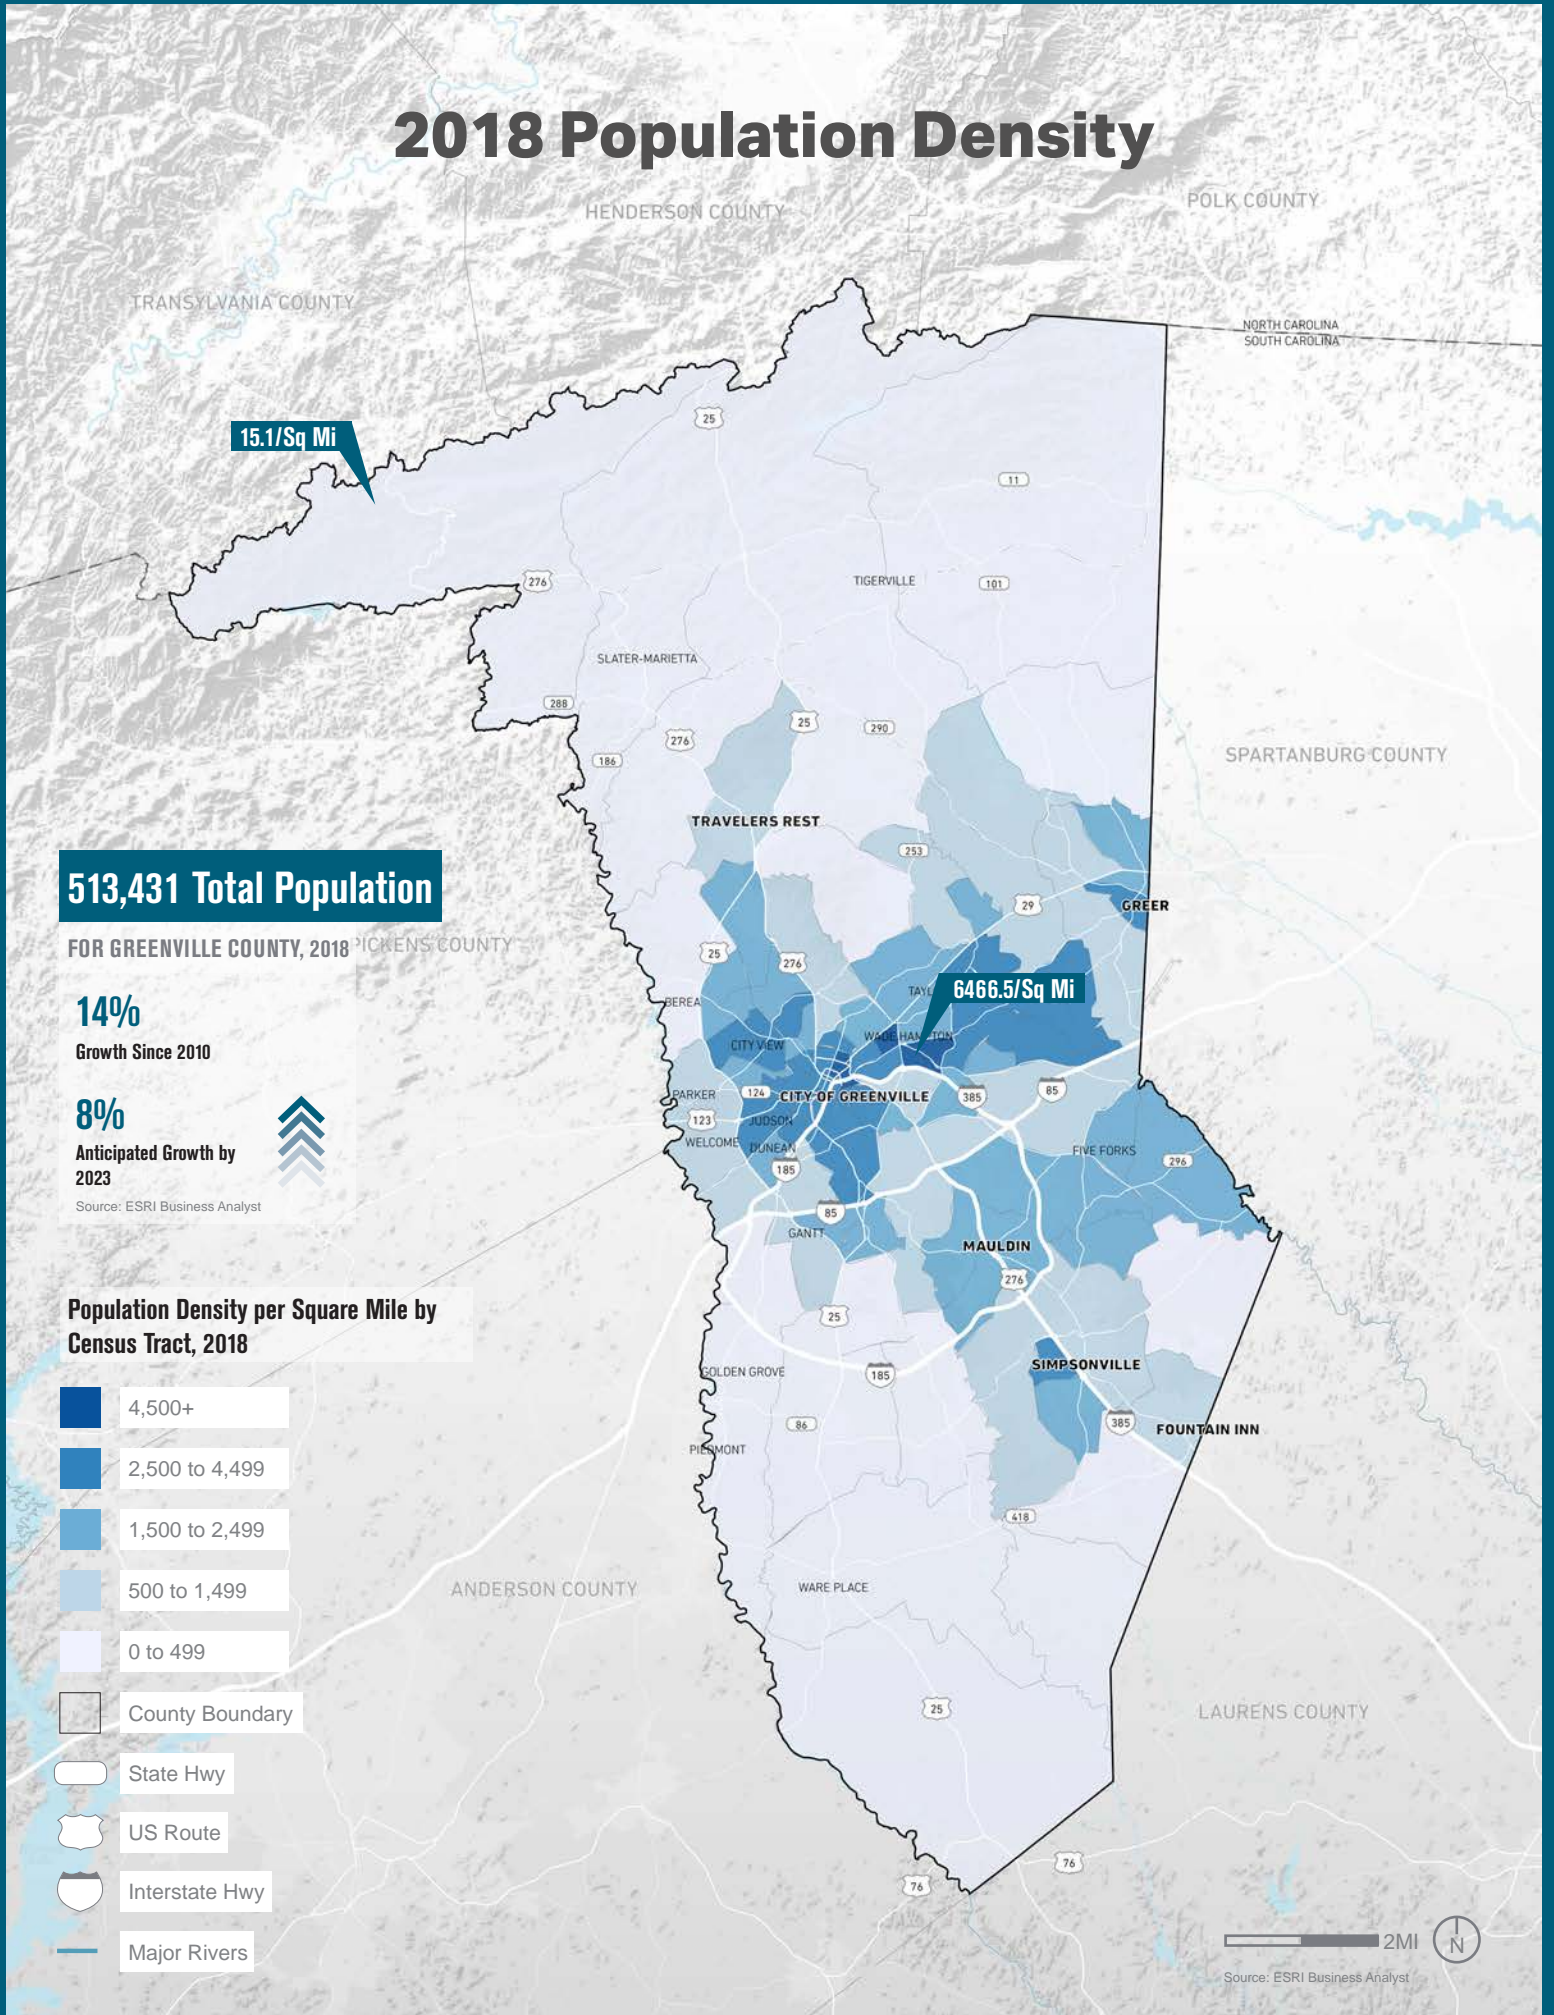 2018 Population Density
HENDERSON COUNTY
POLK COUNTY
TRANSYLVANIA COUNTY
NORTH CAROLINA
SOUTH CAROLINA
25
15.1/Sq Mi
11
276
TIGERVILLE
101
SLATER-MARIETTA
288
25
290
276
186
SPARTANBURG COUNTY
TRAVELERS REST
253
513,431 Total Population
FOR GREENVILLE COUNTY, 2018
PICKENS COUNTY
29
GREER
25
276
14%
Growth Since 2010
BEREA
TAYL
6466.5/Sq Mi
WADE HAMPTON
CITY VIEW
8%
Anticipated Growth by
2023
Source: ESRI Business Analyst
PARKER
124
CITY OF GREENVILLE
385
85
123
JUDSON
WELCOME
DUNEAN
FIVE FORKS
296
185
85
GANTT
MAULDIN
276
Population Density per Square Mile by
Census Tract, 2018
25
SIMPSONVILLE
GOLDEN GROVE
185
4,500+
86
385
FOUNTAIN INN
PIEDMONT
2,500 to 4,499
418
1,500 to 2,499
ANDERSON COUNTY
WARE PLACE
500 to 1,499
0 to 499
County Boundary
25
LAURENS COUNTY
State Hwy
US Route
76
76
Interstate Hwy
Major Rivers
2MI
N
Source: ESRI Business Analyst